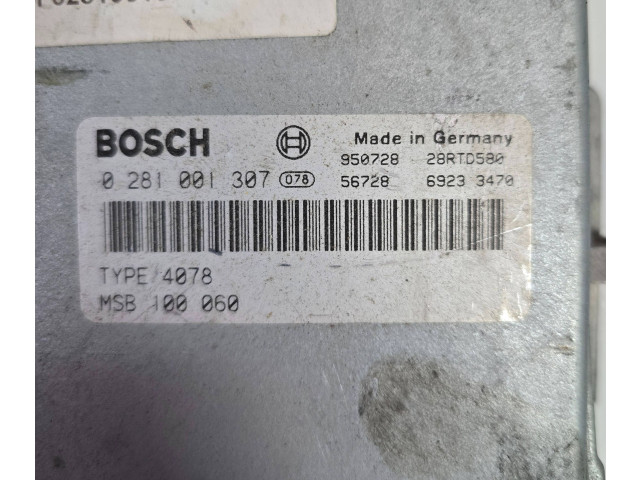 BOSCH Made in Germany
950728 28RTD580
0 281 001 307 078 56728 6923 3470
TYPE 4078
MSB 100 060